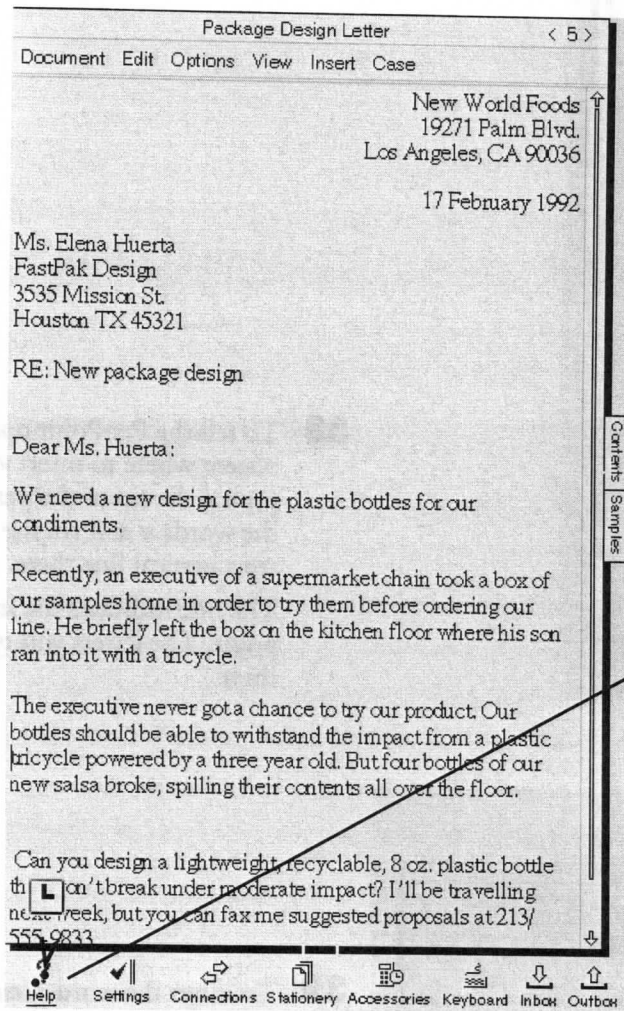 Package Design Letter < 5 >
Document Edit Options View Insert Case
New World Foods
19271 Palm Blvd.
Los Angeles, CA 90036
17 February 1992
Ms. Elena Huerta
FastPak Design
3535 Mission St.
Houston TX 45321
RE: New package design
Dear Ms. Huerta:
We need a new design for the plastic bottles for our
condiments.
Recently, an executive of a supermarket chain took a box of
our samples home in order to try them before ordering our
line. He briefly left the box on the kitchen floor where his son
ran into it with a tricycle.
The executive never got a chance to try our product. Our
bottles should be able to withstand the impact from a plastic
tricycle powered by a three year old. But four bottles of our
new salsa broke, spilling their contents all over the floor.
Can you design a lightweight, recyclable, 8 oz. plastic bottle
th on't break under moderate impact? I'll be travelling
next week, but you can fax me suggested proposals at 213/
555 9833
Contents
Samples
L
Help Settings Connections Stationery Accessories Keyboard Inbox Outbox